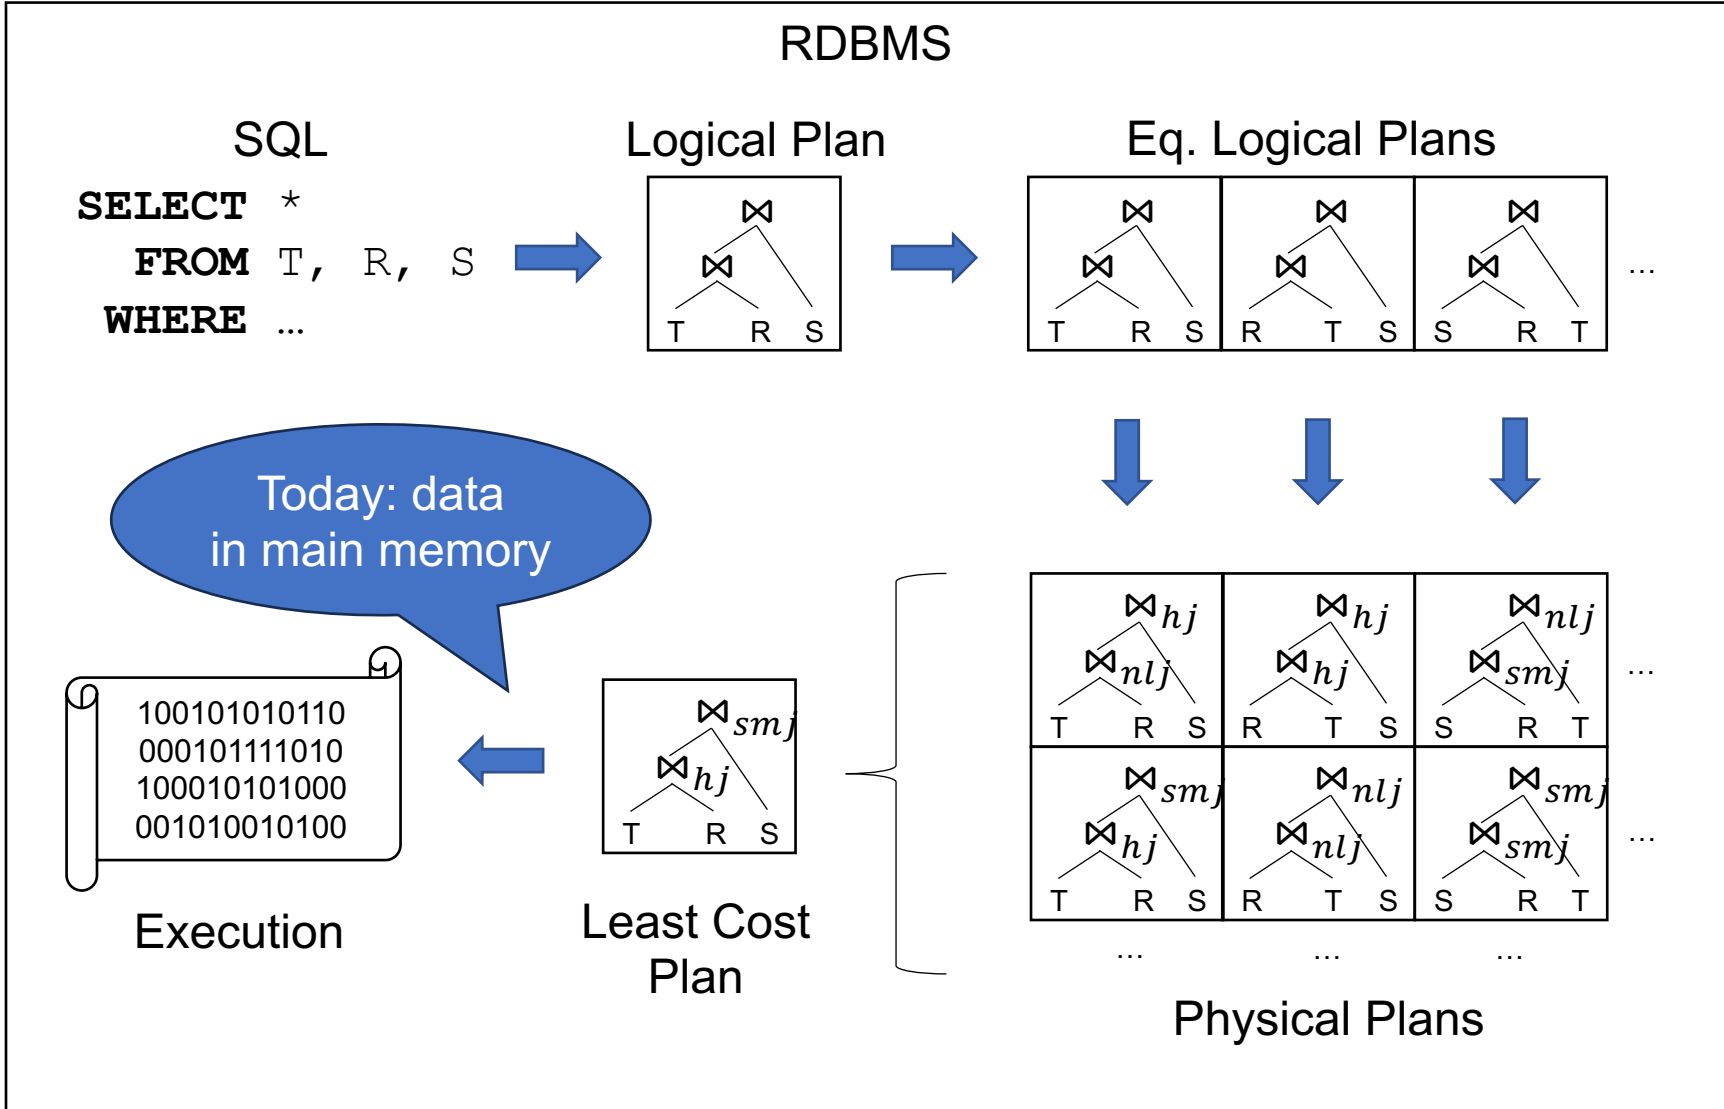 RDBMS
SQL
SELECT *
FROM T, R, S
WHERE …
Logical Plan
⋈
⋈
T R S
Eq. Logical Plans
⋈ ⋈ ⋈
⋈ ⋈ ⋈ …
T R S R T S S R T
Today: data
in main memory
100101010110
000101111010
100010101000
001010010100
Execution
⋈smj
⋈hj
T R S
Least Cost
Plan
⋈hj ⋈hj ⋈nlj
⋈nlj ⋈hj ⋈smj …
T R S R T S S R T
⋈smj ⋈nlj ⋈smj
⋈hj ⋈nlj ⋈smj …
T R S R T S S R T
… … …
Physical Plans